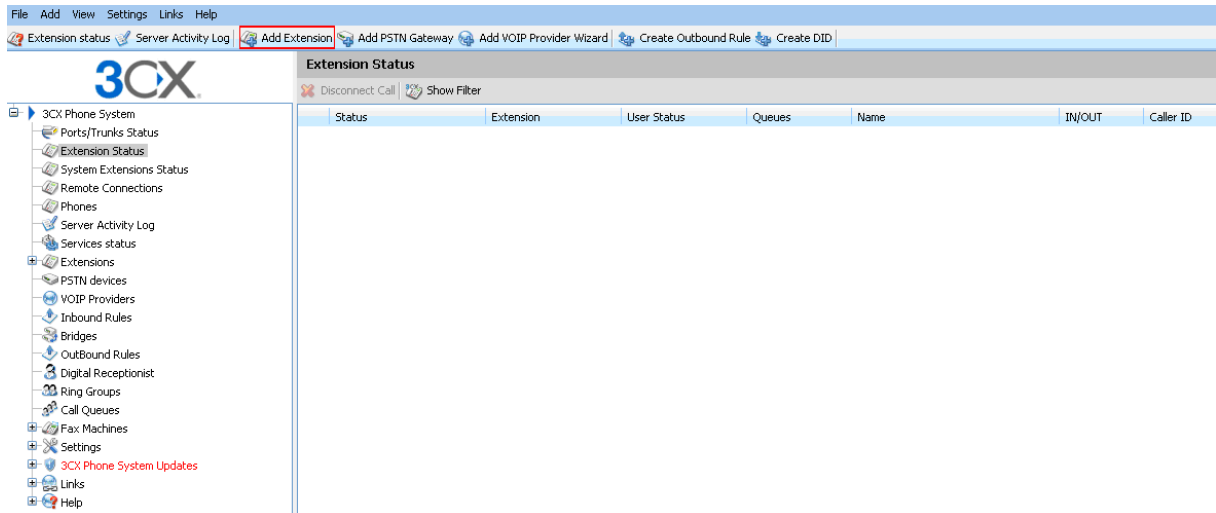 File Add View Settings Links Help
Extension status Server Activity Log Add Extension Add PSTN Gateway Add VOIP Provider Wizard Create Outbound Rule Create DID
3CX
Extension Status
Disconnect Call Show Filter
Status Extension User Status Queues Name IN/OUT Caller ID
3CX Phone System
Ports/Trunks Status
Extension Status
System Extensions Status
Remote Connections
Phones
Server Activity Log
Services status
Extensions
PSTN devices
VOIP Providers
Inbound Rules
Bridges
OutBound Rules
Digital Receptionist
Ring Groups
Call Queues
Fax Machines
Settings
3CX Phone System Updates
Links
Help